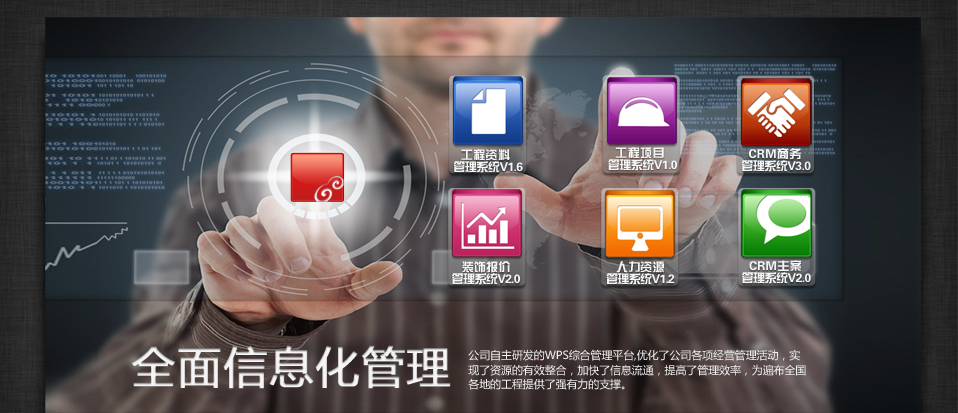 工程资料
管理系统V1.6
工程项目
管理系统V1.0
CRM商务
管理系统V3.0
装饰报价
管理系统V2.0
人力资源
管理系统V1.2
CRM主案
管理系统V2.0
全面信息化管理
公司自主研发的WPS综合管理平台,优化了公司各项经营管理活动，实
现了资源的有效整合，加快了信息流通，提高了管理效率，为遍布全国
各地的工程提供了强有力的支撑。